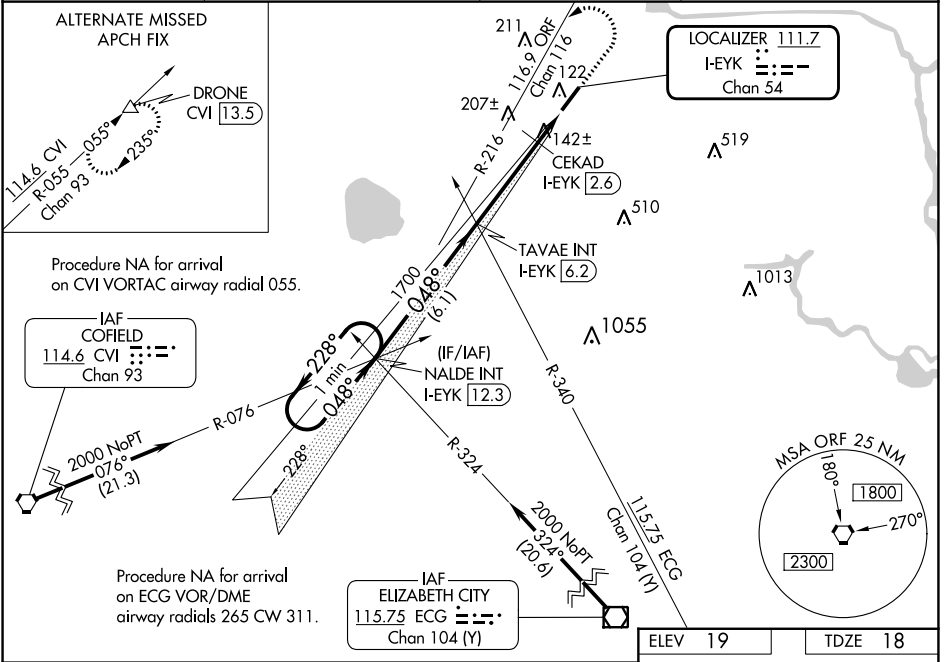 ALTERNATE MISSED
APCH FIX
DRONE
CVI 13.5
055°
235°
114.6 CVI
R-055
Chan 93
211
116.9 ORF
Chan 116
R-216
122
207±
142±
LOCALIZER 111.7
I-EYK
Chan 54
CEKAD
I-EYK 2.6
519
510
TAVAE INT
I-EYK 6.2
1013
1055
Procedure NA for arrival
on CVI VORTAC airway radial 055.
IAF
COFIELD
114.6 CVI
Chan 93
1700
048°
(6.1)
228°
1 min
048°
(IF/IAF)
NALDE INT
I-EYK 12.3
R-340
R-076
2000 NoPT
076°
(21.3)
228°
R-324
2000 NoPT
324°
(20.6)
115.75 ECG
Chan 104 (Y)
MSA ORF 25 NM
180°
1800
270°
2300
Procedure NA for arrival
on ECG VOR/DME
airway radials 265 CW 311.
IAF
ELIZABETH CITY
115.75 ECG
Chan 104 (Y)
ELEV 19
TDZE 18